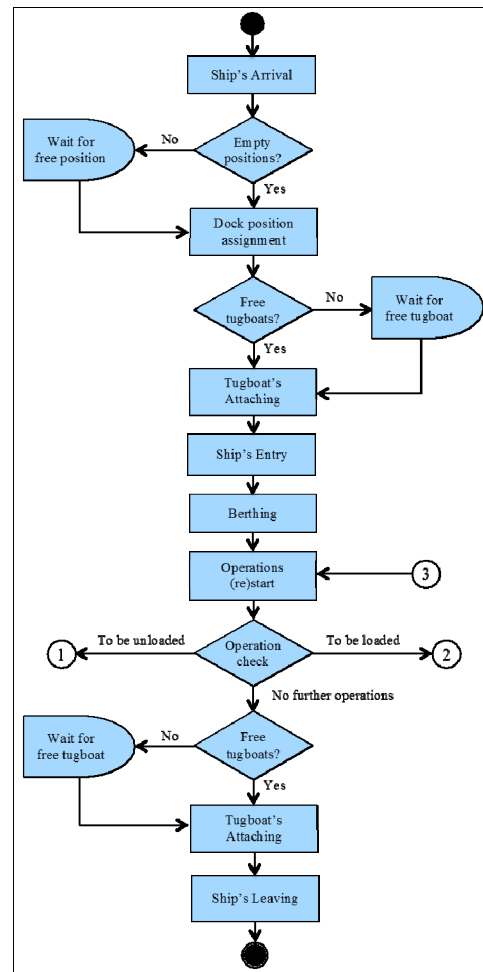 Ship's Arrival
Wait for
free position
No
Empty
positions?
Yes
Dock position
assignment
Free
tugboats?
No
Wait for
free tugboat
Yes
Tugboat's
Attaching
Ship's Entry
Berthing
Operations
(re)start
3
1
To be unloaded
Operation
check
To be loaded
2
No further operations
Wait for
free tugboat
No
Free
tugboats?
Yes
Tugboat's
Attaching
Ship's Leaving